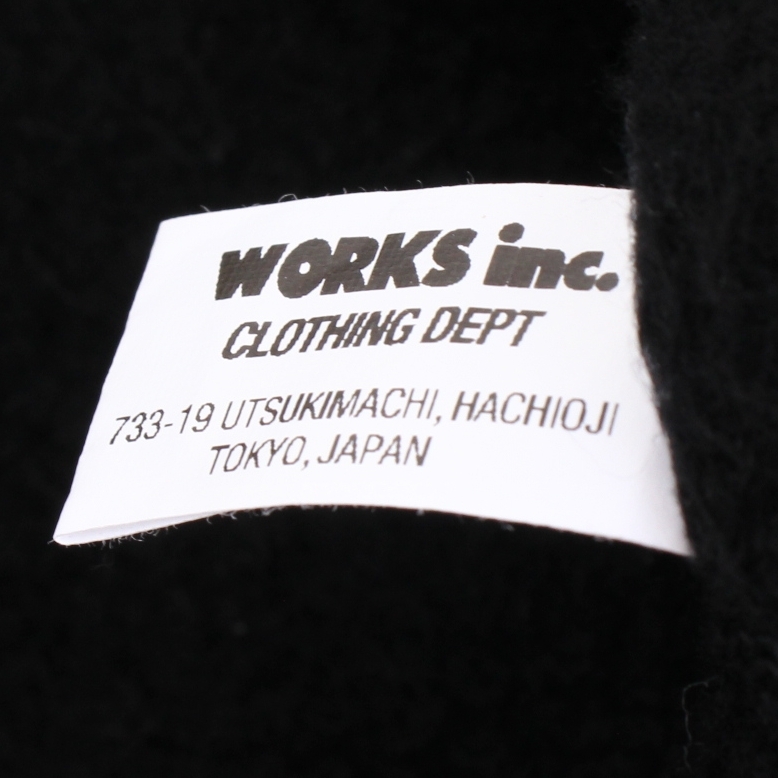 WORKS inc.
CLOTHING DEPT
733-19 UTSUKIMACHI, HACHIOJI
TOKYO, JAPAN